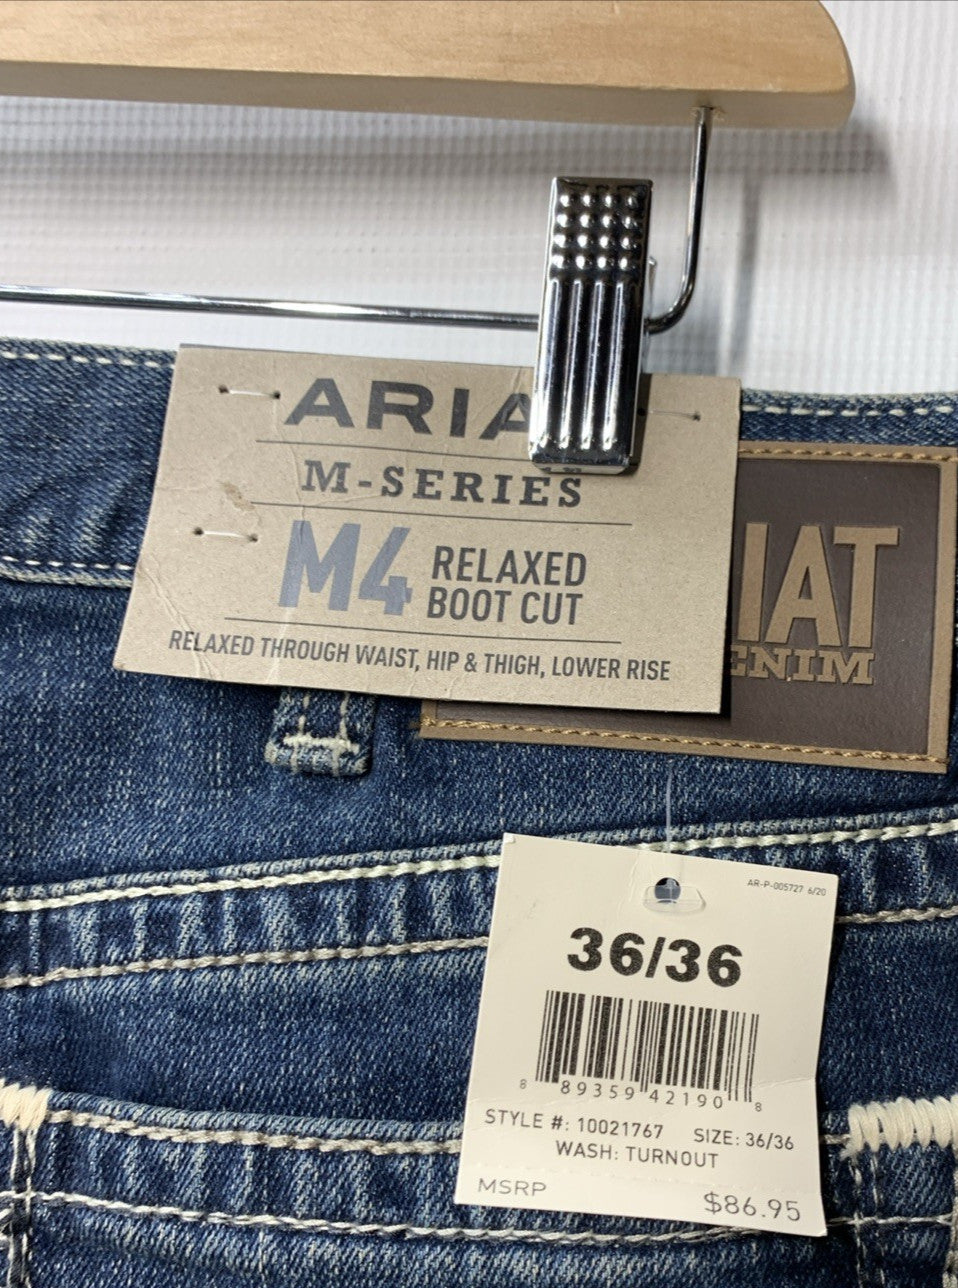 ARIA
M-SERIES
M4 RELAXED
BOOT CUT
RELAXED THROUGH WAIST, HIP & THIGH, LOWER RISE
IAT
ENIM
AR-P-005727 6/20
36/36
8 89359 42190 8
STYLE #: 10021767 SIZE: 36/36
WASH: TURNOUT
MSRP $86.95